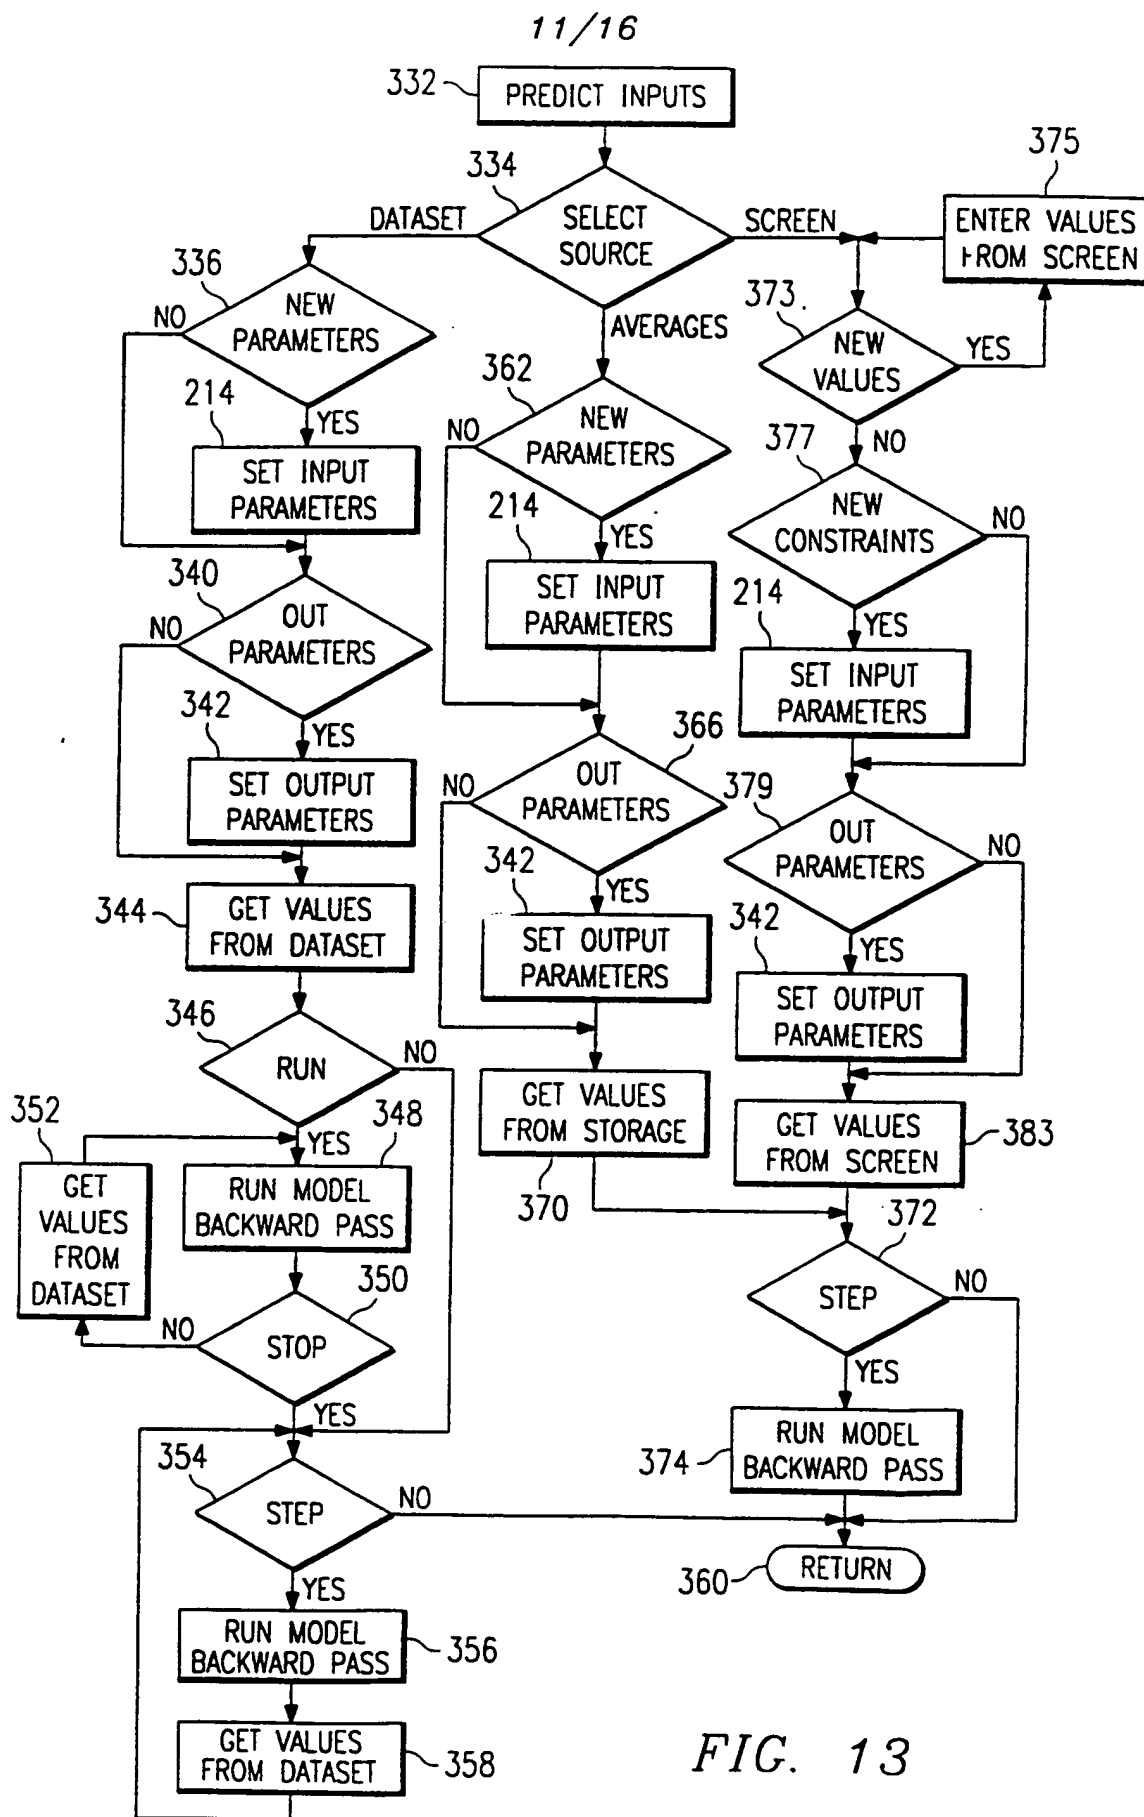 11/16
332
PREDICT INPUTS
334
SELECT
SOURCE
DATASET
SCREEN
AVERAGES
375
ENTER VALUES
FROM SCREEN
336
NEW
PARAMETERS
NO
YES
214
SET INPUT
PARAMETERS
340
OUT
PARAMETERS
NO
YES
342
SET OUTPUT
PARAMETERS
344
GET VALUES
FROM DATASET
346
RUN
NO
YES
352
GET
VALUES
FROM
DATASET
348
RUN MODEL
BACKWARD PASS
350
STOP
NO
YES
354
STEP
NO
YES
RUN MODEL
BACKWARD PASS
356
GET VALUES
FROM DATASET
358
362
NEW
PARAMETERS
NO
YES
214
SET INPUT
PARAMETERS
366
OUT
PARAMETERS
NO
YES
342
SET OUTPUT
PARAMETERS
GET VALUES
FROM STORAGE
370
373
NEW
VALUES
YES
NO
377
NEW
CONSTRAINTS
NO
YES
214
SET INPUT
PARAMETERS
379
OUT
PARAMETERS
NO
YES
342
SET OUTPUT
PARAMETERS
GET VALUES
FROM SCREEN
383
372
STEP
NO
YES
374
RUN MODEL
BACKWARD PASS
360
RETURN
FIG. 13